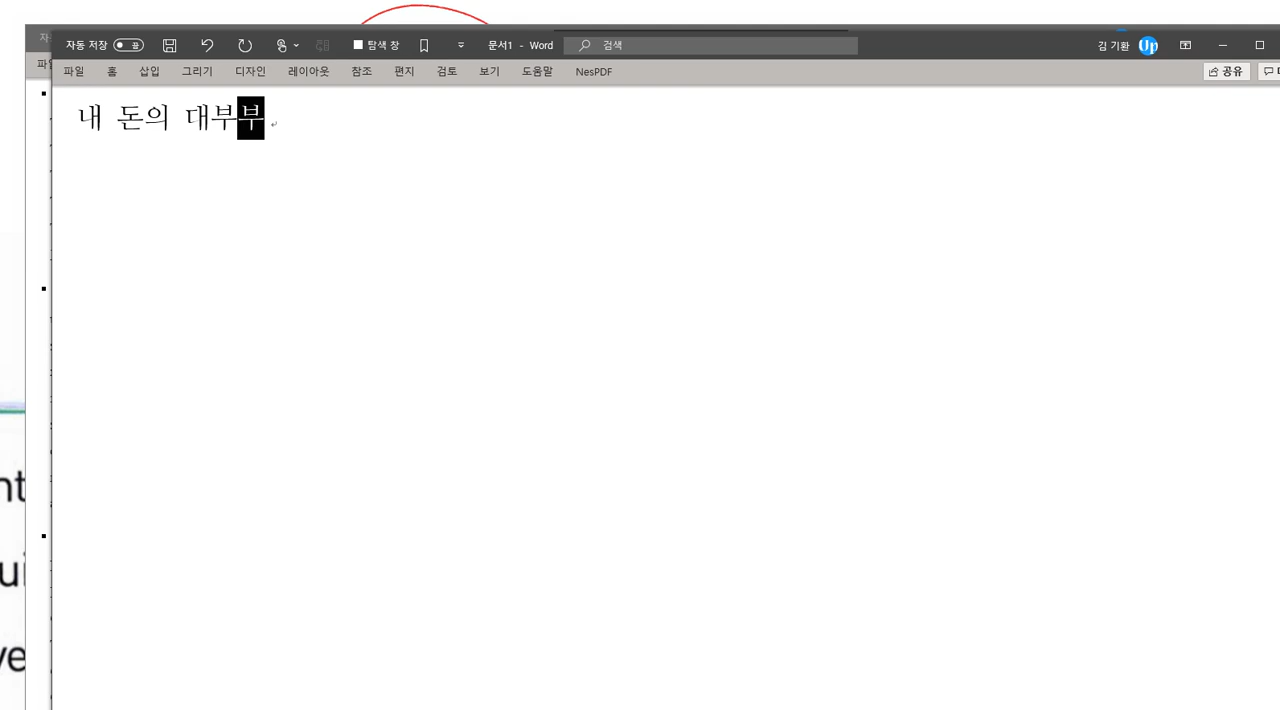 자동 저장 끔 탐색 창 문서1 - Word 검색 김 기환 Up
파일 홈 삽입 그리기 디자인 레이아웃 참조 편지 검토 보기 도움말 NesPDF 공유
내 돈의 대부부